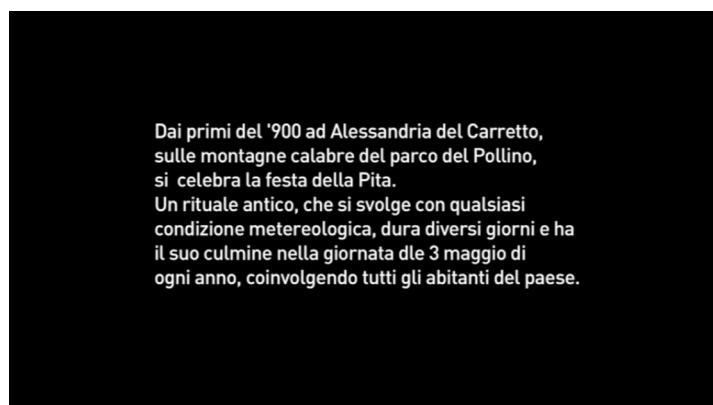 Dai primi del '900 ad Alessandria del Carretto,
sulle montagne calabre del parco del Pollino,
si  celebra la festa della Pita.
Un rituale antico, che si svolge con qualsiasi
condizione metereologica, dura diversi giorni e ha
il suo culmine nella giornata dle 3 maggio di
ogni anno, coinvolgendo tutti gli abitanti del paese.